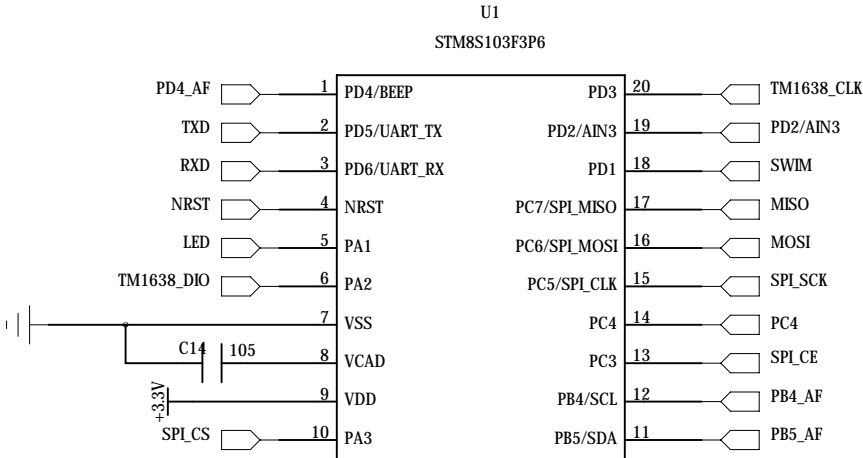 U1
STM8S103F3P6
PD4_AF 1 PD4/BEEP PD3 20 TM1638_CLK
TXD 2 PD5/UART_TX PD2/AIN3 19 PD2/AIN3
RXD 3 PD6/UART_RX PD1 18 SWIM
NRST 4 NRST PC7/SPI_MISO 17 MISO
LED 5 PA1 PC6/SPI_MOSI 16 MOSI
TM1638_DIO 6 PA2 PC5/SPI_CLK 15 SPI_SCK
7 VSS PC4 14 PC4
C14 105 8 VCAD PC3 13 SPI_CE
+3.3V 9 VDD PB4/SCL 12 PB4_AF
SPI_CS 10 PA3 PB5/SDA 11 PB5_AF